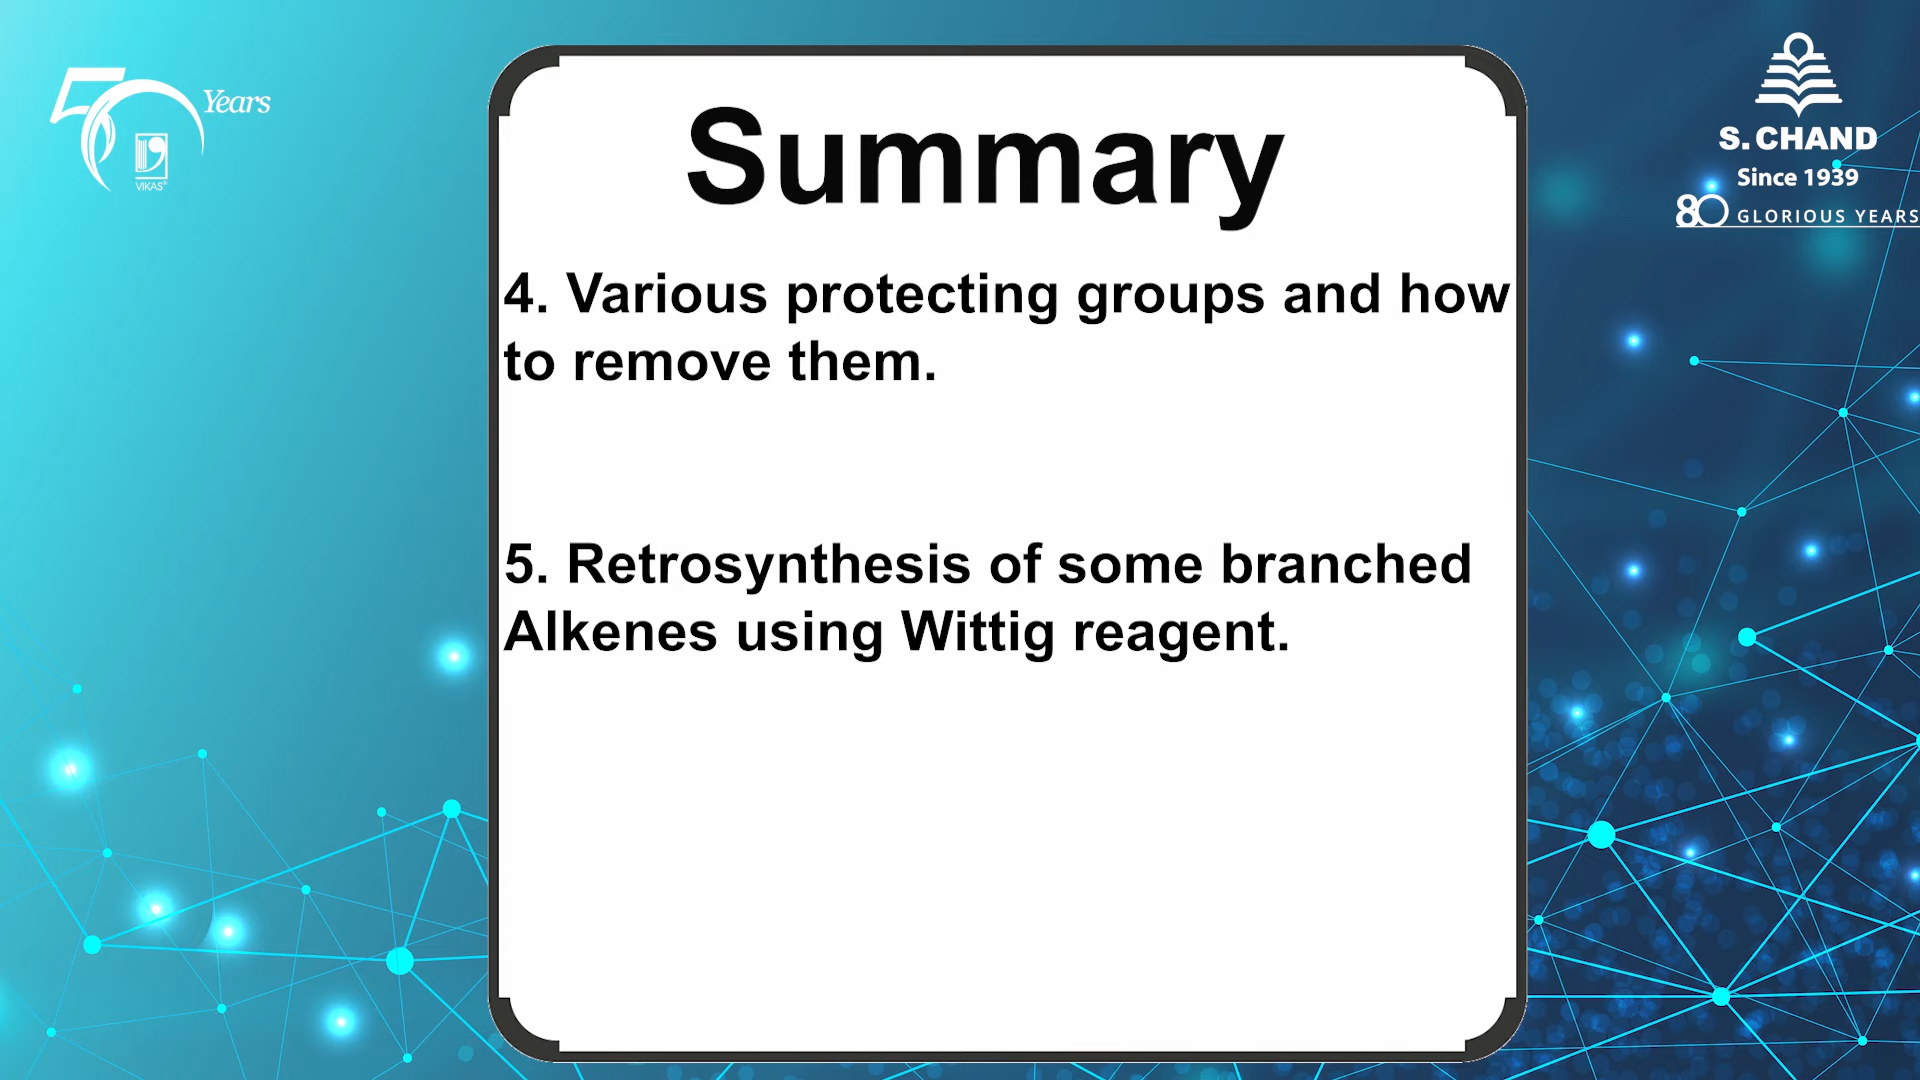 50 Years
VIKAS®
S. CHAND
Since 1939
80 GLORIOUS YEARS
Summary
4. Various protecting groups and how
to remove them.
5. Retrosynthesis of some branched
Alkenes using Wittig reagent.